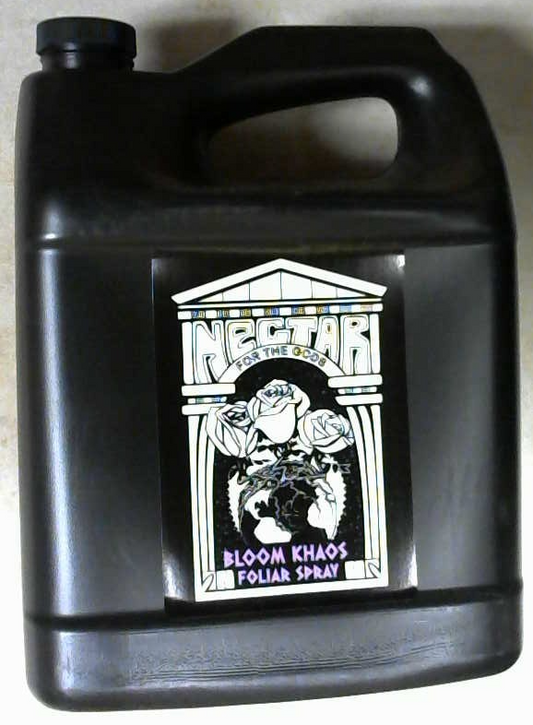 NECTAR
FOR THE GODS
BLOOM KHAOS
FOLIAR SPRAY